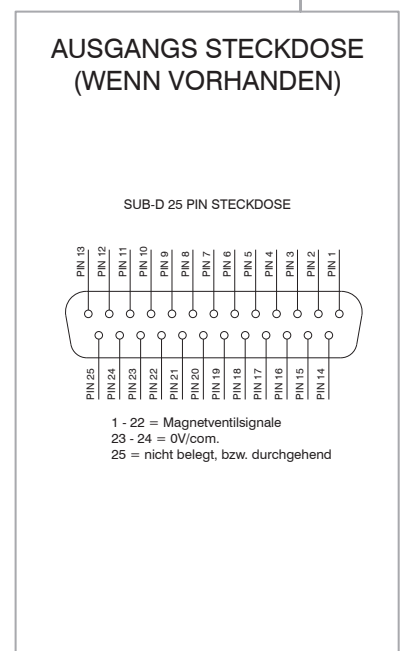 AUSGANGS STECKDOSE
(WENN VORHANDEN)
SUB-D 25 PIN STECKDOSE
PIN 13
PIN 12
PIN 11
PIN 10
PIN 9
PIN 8
PIN 7
PIN 6
PIN 5
PIN 4
PIN 3
PIN 2
PIN 1
PIN 25
PIN 24
PIN 23
PIN 22
PIN 21
PIN 20
PIN 19
PIN 18
PIN 17
PIN 16
PIN 15
PIN 14
1 - 22 = Magnetventilsignale
23 - 24 = 0V/com.
25 = nicht belegt, bzw. durchgehend